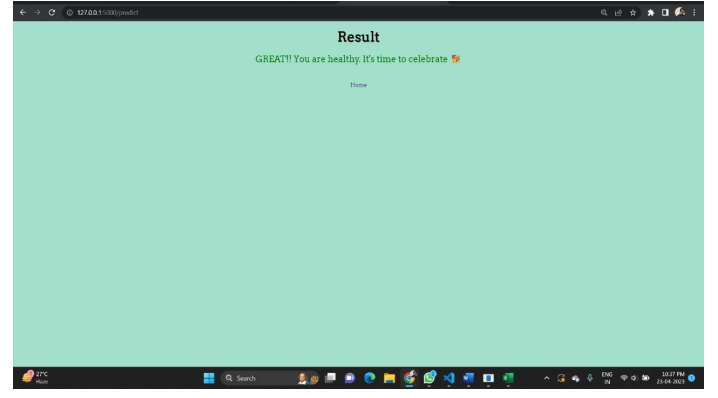 127.0.0.1:5000/predict
Result
GREAT!! You are healthy. It's time to celebrate 🎉
Home
27°C
Haze
Search
ENG
IN
10:37 PM
23-04-2023